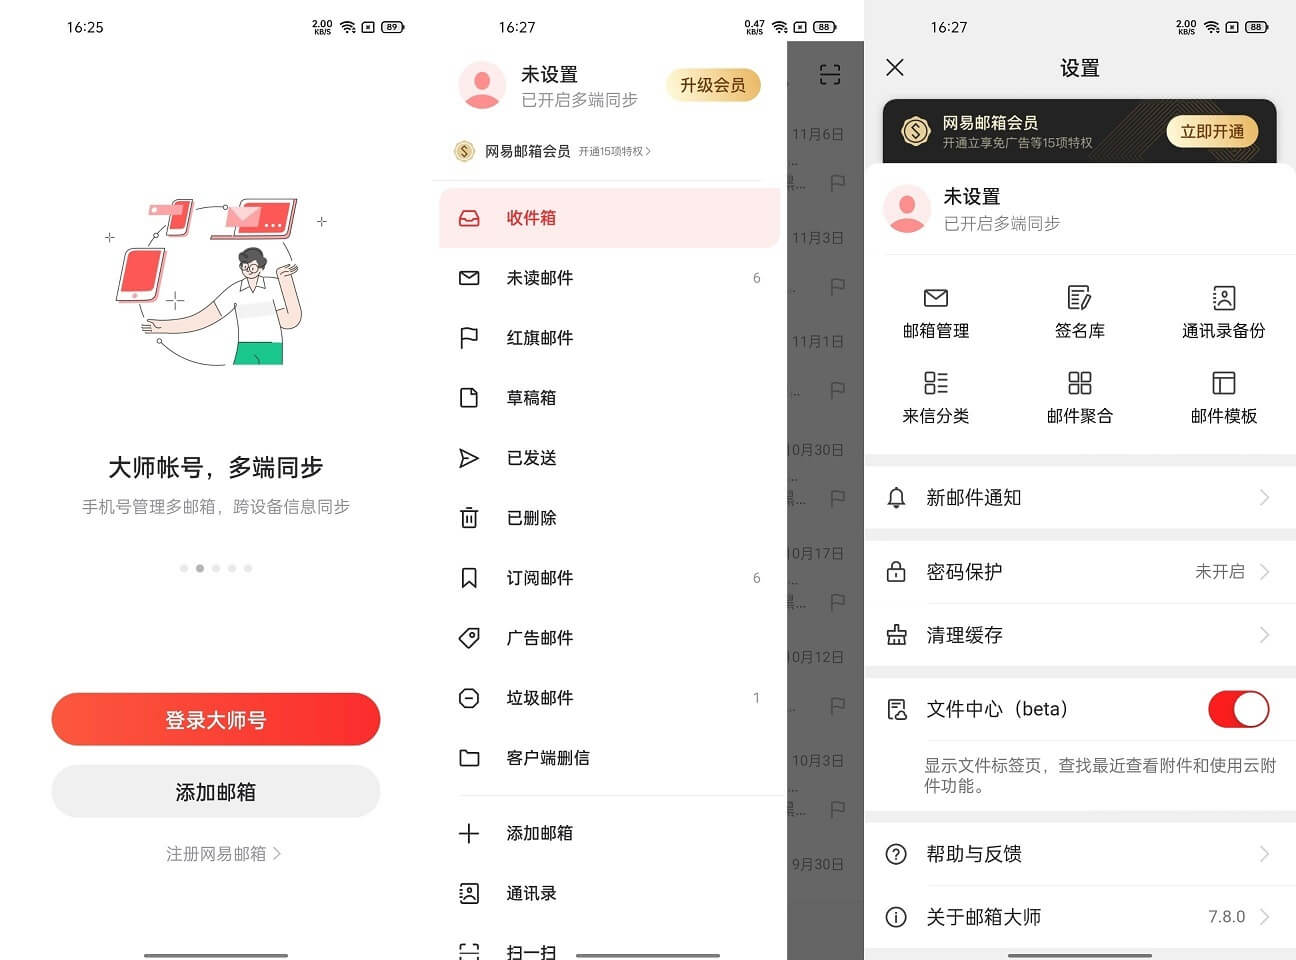 16:25
2.00
KB/S
89
大师帐号，多端同步
手机号管理多邮箱，跨设备信息同步
登录大师号
添加邮箱
注册网易邮箱
16:27
0.47
KB/S
88
未设置
已开启多端同步
升级会员
网易邮箱会员 开通15项特权
收件箱
未读邮件 6
红旗邮件
草稿箱
已发送
已删除
订阅邮件 6
广告邮件
垃圾邮件 1
客户端删信
添加邮箱
通讯录
扫一扫
11月6日
...
11月3日
11月1日
0月30日
0月17日
0月12日
10月3日
9月30日
16:27
2.00
KB/S
88
设置
网易邮箱会员
开通立享免广告等15项特权
立即开通
未设置
已开启多端同步
邮箱管理
签名库
通讯录备份
来信分类
邮件聚合
邮件模板
新邮件通知
密码保护 未开启
清理缓存
文件中心（beta）
显示文件标签页，查找最近查看附件和使用云附
件功能。
帮助与反馈
关于邮箱大师 7.8.0